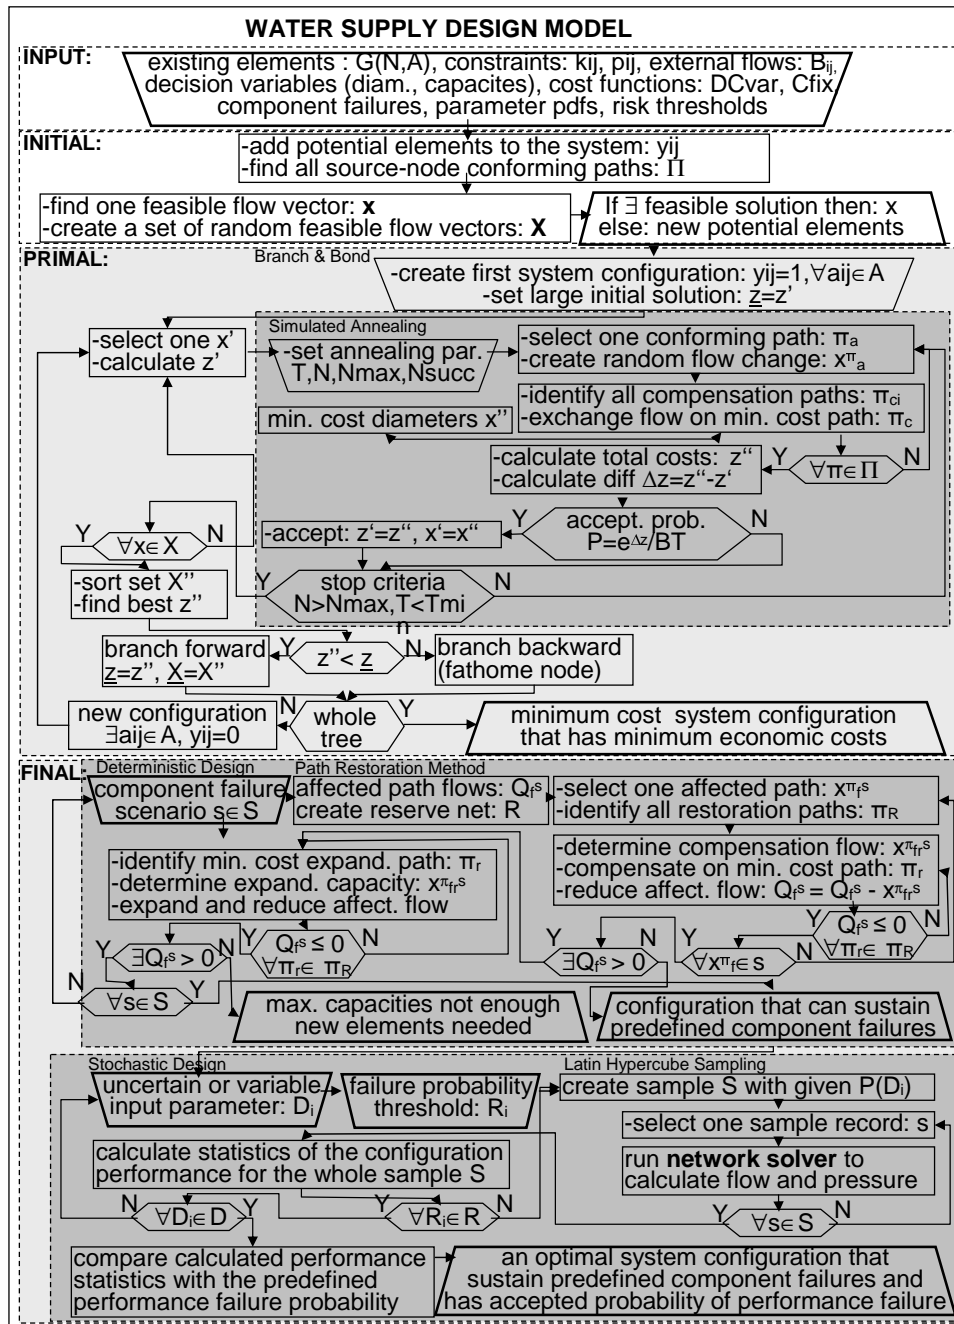 WATER SUPPLY DESIGN MODEL
INPUT:
existing elements : G(N,A), constraints: kij, pij, external flows: Bij,
decision variables (diam., capacites), cost functions: DCvar, Cfix,
component failures, parameter pdfs, risk thresholds
INITIAL:
-add potential elements to the system: yij
-find all source-node conforming paths: Π
-find one feasible flow vector: x
-create a set of random feasible flow vectors: X
If ∃ feasible solution then: x
else: new potential elements
PRIMAL:
Branch & Bond
-create first system configuration: yij=1,∀aij∈A
-set large initial solution: z=z’
Simulated Annealing
-select one x’
-calculate z’
-set annealing par.
T,N,Nmax,Nsucc
-select one conforming path: πa
-create random flow change: xπa
-identify all compensation paths: πci
-exchange flow on min. cost path: πc
min. cost diameters x’’
-calculate total costs: z‘‘
-calculate diff Δz=z‘‘-z‘
Y
∀π∈Π
N
-accept: z‘=z‘‘, x‘=x‘‘
Y
accept. prob.
P=eΔz/BT
N
Y
∀x∈X
N
-sort set X’’
-find best z’’
Y
stop criteria
N>Nmax,T<Tmi
n
N
branch forward
z=z’’, X=X’’
Y
z’’< z
N
branch backward
(fathome node)
new configuration
∃aij∈A, yij=0
N
whole
tree
Y
minimum cost system configuration
that has minimum economic costs
FINAL:
Deterministic Design
Path Restoration Method
component failure
scenario s∈S
affected path flows: Qfs
create reserve net: R
-select one affected path: xπfs
-identify all restoration paths: πR
-identify min. cost expand. path: πr
-determine expand. capacity: xπfrs
-expand and reduce affect. flow
-determine compensation flow: xπfrs
-compensate on min. cost path: πr
-reduce affect. flow: Qfs = Qfs - xπfrs
Y
∃Qfs > 0
N
Y
Qfs ≤ 0
∀πr∈ πR
N
Y
∃Qfs > 0
N
Y
∀xπf∈s
N
Y
Qfs ≤ 0
∀πr∈ πR
N
N
∀s∈S
Y
max. capacities not enough
new elements needed
configuration that can sustain
predefined component failures
Stochastic Design
Latin Hypercube Sampling
uncertain or variable
input parameter: Di
failure probability
threshold: Ri
create sample S with given P(Di)
-select one sample record: s
calculate statistics of the configuration
performance for the whole sample S
run network solver to
calculate flow and pressure
N
∀Di∈D
Y
Y
∀Ri∈R
N
Y
∀s∈S
N
compare calculated performance
statistics with the predefined
performance failure probability
an optimal system configuration that
sustain predefined component failures and
has accepted probability of performance failure